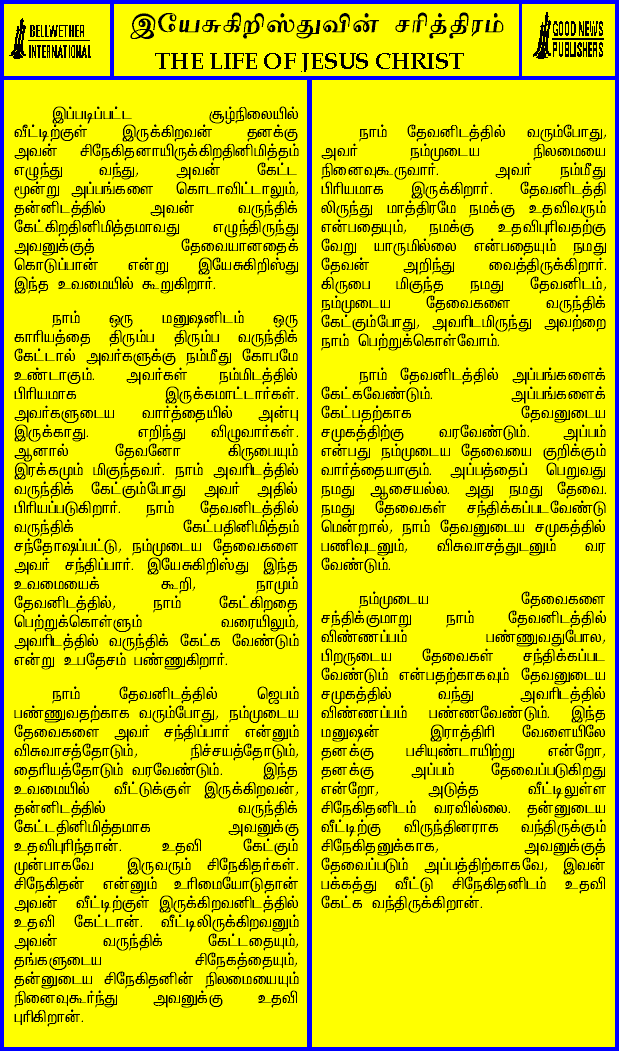 BELLWETHER
INTERNATIONAL
இயேசுகிறிஸ்துவின் சரித்திரம்
THE LIFE OF JESUS CHRIST
GOOD NEWS
PUBLISHERS
இப்படிப்பட்ட சூழ்நிலையில்
வீட்டிற்குள் இருக்கிறவன் தனக்கு
அவன் சிநேகிதனாயிருக்கிறதினிமித்தம்
எழுந்து வந்து, அவன் கேட்ட
மூன்று அப்பங்களை கொடாவிட்டாலும்,
தன்னிடத்தில் அவன் வருந்திக்
கேட்கிறதினிமித்தமாவது எழுந்திருந்து
அவனுக்குத் தேவையானதைக்
கொடுப்பான் என்று இயேசுகிறிஸ்து
இந்த உவமையில் கூறுகிறார்.
நாம் ஒரு மனுஷனிடம் ஒரு
காரியத்தை திரும்ப திரும்ப வருந்திக்
கேட்டால் அவர்களுக்கு நம்மீது கோபமே
உண்டாகும். அவர்கள் நம்மிடத்தில்
பிரியமாக இருக்கமாட்டார்கள்.
அவர்களுடைய வார்த்தையில் அன்பு
இருக்காது. எறிந்து விழுவார்கள்.
ஆனால் தேவனோ கிருபையும்
இரக்கமும் மிகுந்தவர். நாம் அவரிடத்தில்
வருந்திக் கேட்கும்போது அவர் அதில்
பிரியப்படுகிறார். நாம் தேவனிடத்தில்
வருந்திக் கேட்பதினிமித்தம்
சந்தோஷப்பட்டு, நம்முடைய தேவைகளை
அவர் சந்திப்பார். இயேசுகிறிஸ்து இந்த
உவமையைக் கூறி, நாமும்
தேவனிடத்தில், நாம் கேட்கிறதை
பெற்றுக்கொள்ளும் வரையிலும்,
அவரிடத்தில் வருந்திக் கேட்க வேண்டும்
என்று உபதேசம் பண்ணுகிறார்.
நாம் தேவனிடத்தில் ஜெபம்
பண்ணுவதற்காக வரும்போது, நம்முடைய
தேவைகளை அவர் சந்திப்பார் என்னும்
விசுவாசத்தோடும், நிச்சயத்தோடும்,
தைரியத்தோடும் வரவேண்டும். இந்த
உவமையில் வீட்டுக்குள் இருக்கிறவன்,
தன்னிடத்தில் வருந்திக்
கேட்டதினிமித்தமாக அவனுக்கு
உதவிபுரிந்தான். உதவி கேட்கும்
முன்பாகவே இருவரும் சிநேகிதர்கள்.
சிநேகிதன் என்னும் உரிமையோடுதான்
அவன் வீட்டிற்குள் இருக்கிறவனிடத்தில்
உதவி கேட்டான். வீட்டிலிருக்கிறவனும்
அவன் வருந்திக் கேட்டதையும்,
தங்களுடைய சிநேகத்தையும்,
தன்னுடைய சிநேகிதனின் நிலமையையும்
நினைவுகூர்ந்து அவனுக்கு உதவி
புரிகிறான்.
நாம் தேவனிடத்தில் வரும்போது,
அவர் நம்முடைய நிலமையை
நினைவுகூருவார். அவர் நம்மீது
பிரியமாக இருக்கிறார். தேவனிடத்தி
லிருந்து மாத்திரமே நமக்கு உதவிவரும்
என்பதையும், நமக்கு உதவிபுரிவதற்கு
வேறு யாருமில்லை என்பதையும் நமது
தேவன் அறிந்து வைத்திருக்கிறார்.
கிருபை மிகுந்த நமது தேவனிடம்,
நம்முடைய தேவைகளை வருந்திக்
கேட்கும்போது, அவரிடமிருந்து அவற்றை
நாம் பெற்றுக்கொள்வோம்.
நாம் தேவனிடத்தில் அப்பங்களைக்
கேட்கவேண்டும். அப்பங்களைக்
கேட்பதற்காக தேவனுடைய
சமுகத்திற்கு வரவேண்டும். அப்பம்
என்பது நம்முடைய தேவையை குறிக்கும்
வார்த்தையாகும். அப்பத்தைப் பெறுவது
நமது ஆசையல்ல. அது நமது தேவை.
நமது தேவைகள் சந்திக்கப்படவேண்டு
மென்றால், நாம் தேவனுடைய சமுகத்தில்
பணிவுடனும், விசுவாசத்துடனும் வர
வேண்டும்.
நம்முடைய தேவைகளை
சந்திக்குமாறு நாம் தேவனிடத்தில்
விண்ணப்பம் பண்ணுவதுபோல,
பிறருடைய தேவைகள் சந்திக்கப்பட
வேண்டும் என்பதற்காகவும் தேவனுடைய
சமுகத்தில் வந்து அவரிடத்தில்
விண்ணப்பம் பண்ணவேண்டும். இந்த
மனுஷன் இராத்திரி வேளையிலே
தனக்கு பசியுண்டாயிற்று என்றோ,
தனக்கு அப்பம் தேவைப்படுகிறது
என்றோ, அடுத்த வீட்டிலுள்ள
சிநேகிதனிடம் வரவில்லை. தன்னுடைய
வீட்டிற்கு விருந்தினராக வந்திருக்கும்
சிநேகிதனுக்காக, அவனுக்குத்
தேவைப்படும் அப்பத்திற்காகவே, இவன்
பக்கத்து வீட்டு சிநேகிதனிடம் உதவி
கேட்க வந்திருக்கிறான்.